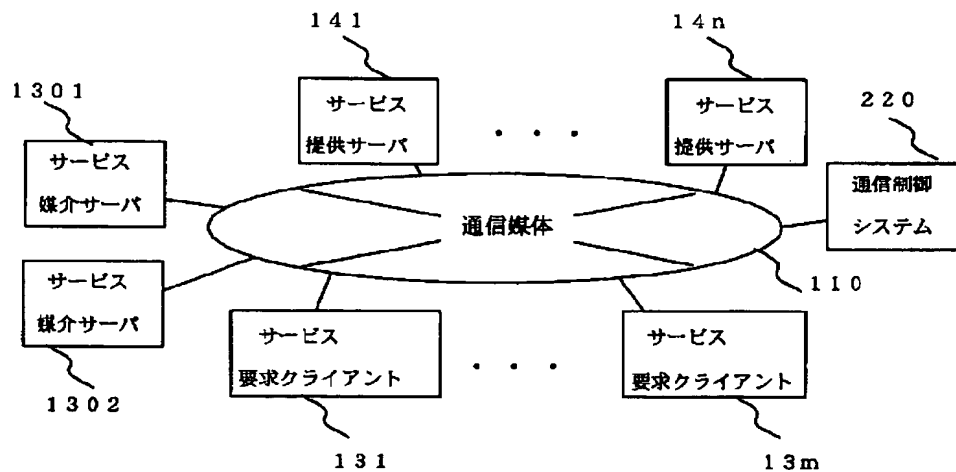 141
14n
1301
サービス
提供サーバ
・・・
サービス
提供サーバ
220
サービス
媒介サーバ
通信制御
システム
通信媒体
サービス
媒介サーバ
110
サービス
要求クライアント
・・・
サービス
要求クライアント
1302
131
13m